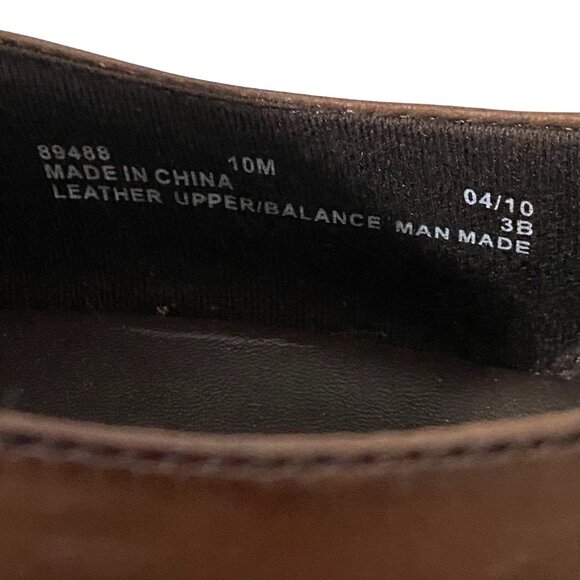 89488 10M 04/10
MADE IN CHINA 3B
LEATHER UPPER/BALANCE MAN MADE